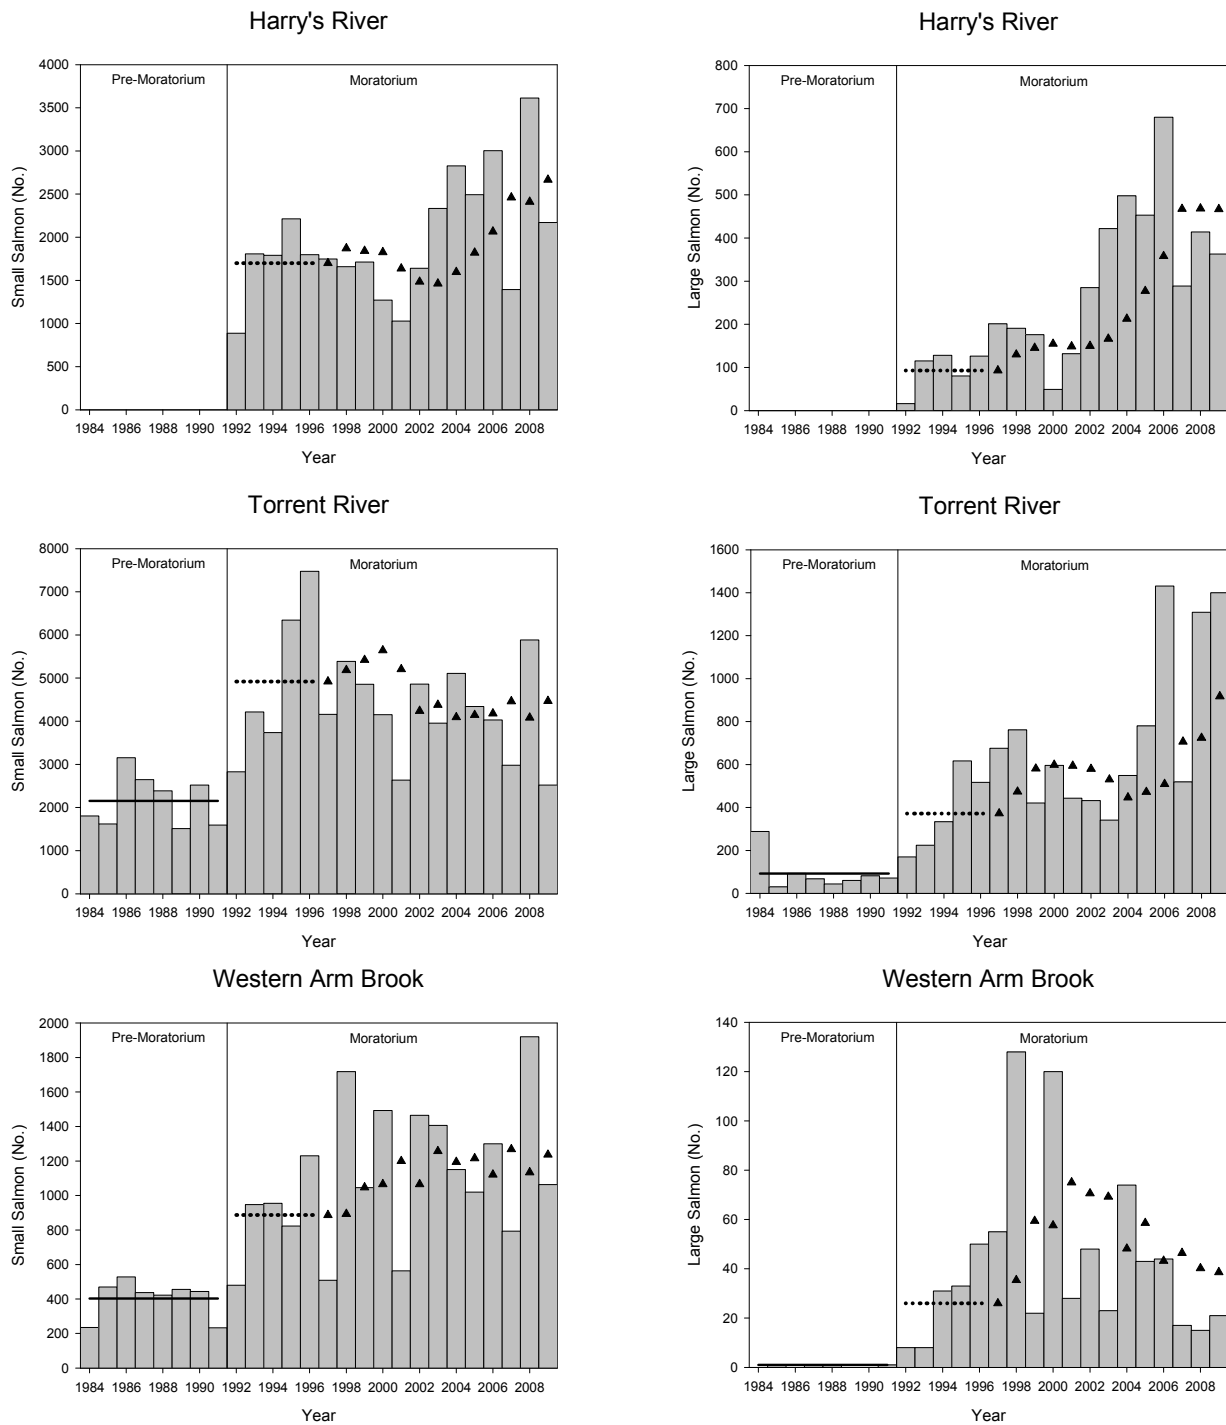 Harry's River
Harry's River
Pre-Moratorium
Moratorium
Small Salmon (No.)
4000
3500
3000
2500
2000
1500
1000
500
0
1984 1986 1988 1990 1992 1994 1996 1998 2000 2002 2004 2006 2008
Year
Pre-Moratorium
Moratorium
Large Salmon (No.)
800
700
600
500
400
300
200
100
0
1984 1986 1988 1990 1992 1994 1996 1998 2000 2002 2004 2006 2008
Year
Torrent River
Torrent River
Pre-Moratorium
Moratorium
Small Salmon (No.)
8000
7000
6000
5000
4000
3000
2000
1000
0
1984 1986 1988 1990 1992 1994 1996 1998 2000 2002 2004 2006 2008
Year
Pre-Moratorium
Moratorium
Large Salmon (No.)
1600
1400
1200
1000
800
600
400
200
0
1984 1986 1988 1990 1992 1994 1996 1998 2000 2002 2004 2006 2008
Year
Western Arm Brook
Western Arm Brook
Pre-Moratorium
Moratorium
Small Salmon (No.)
2000
1800
1600
1400
1200
1000
800
600
400
200
0
1984 1986 1988 1990 1992 1994 1996 1998 2000 2002 2004 2006 2008
Year
Pre-Moratorium
Moratorium
Large Salmon (No.)
140
120
100
80
60
40
20
0
1984 1986 1988 1990 1992 1994 1996 1998 2000 2002 2004 2006 2008
Year